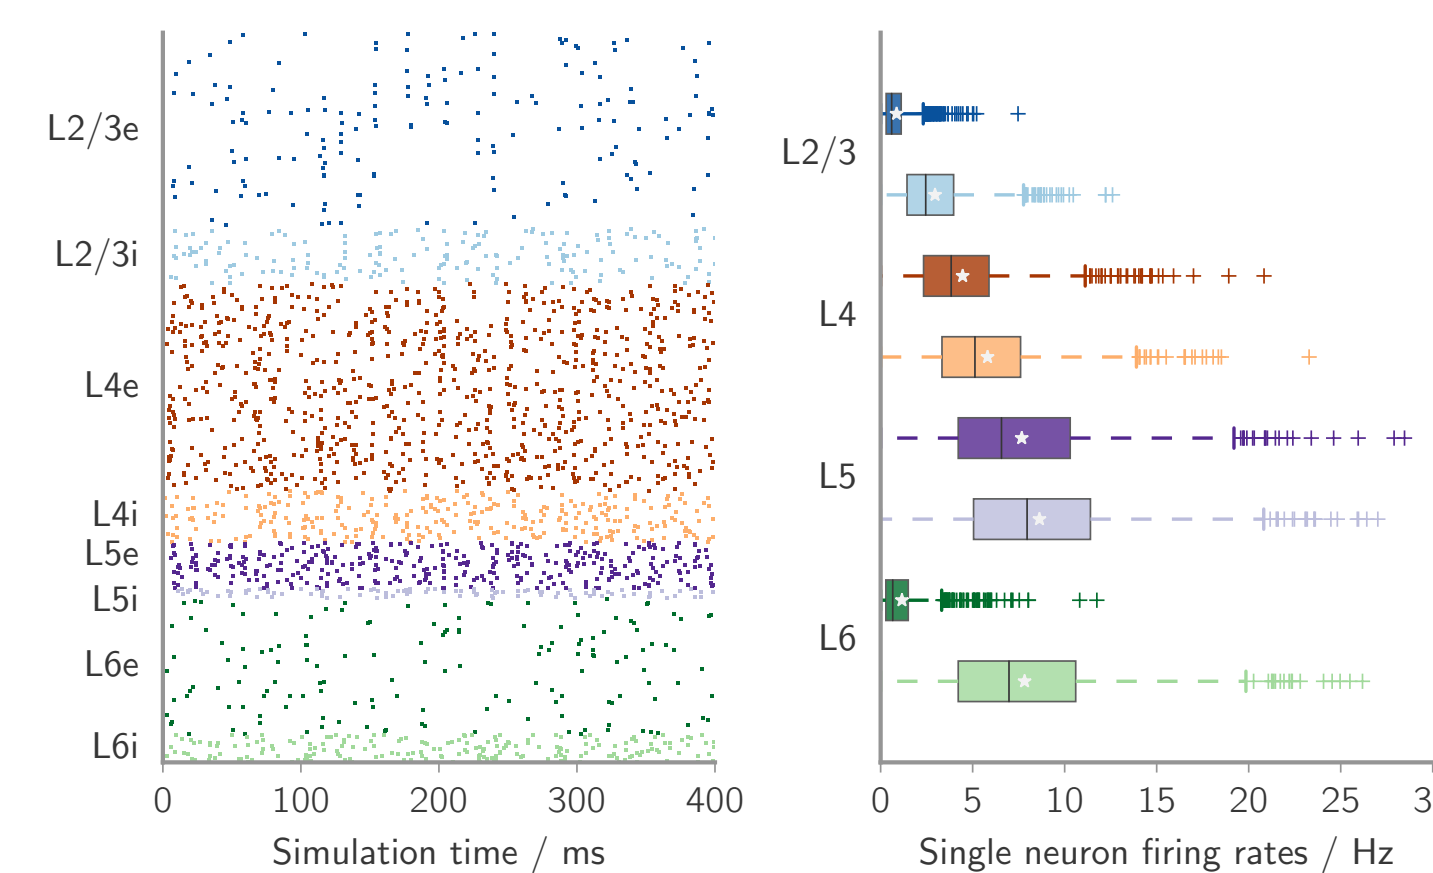 L2/3e
L2/3i
L4e
L4i
L5e
L5i
L6e
L6i
0 100 200 300 400
Simulation time / ms
L2/3
L4
L5
L6
0 5 10 15 20 25 3
Single neuron firing rates / Hz